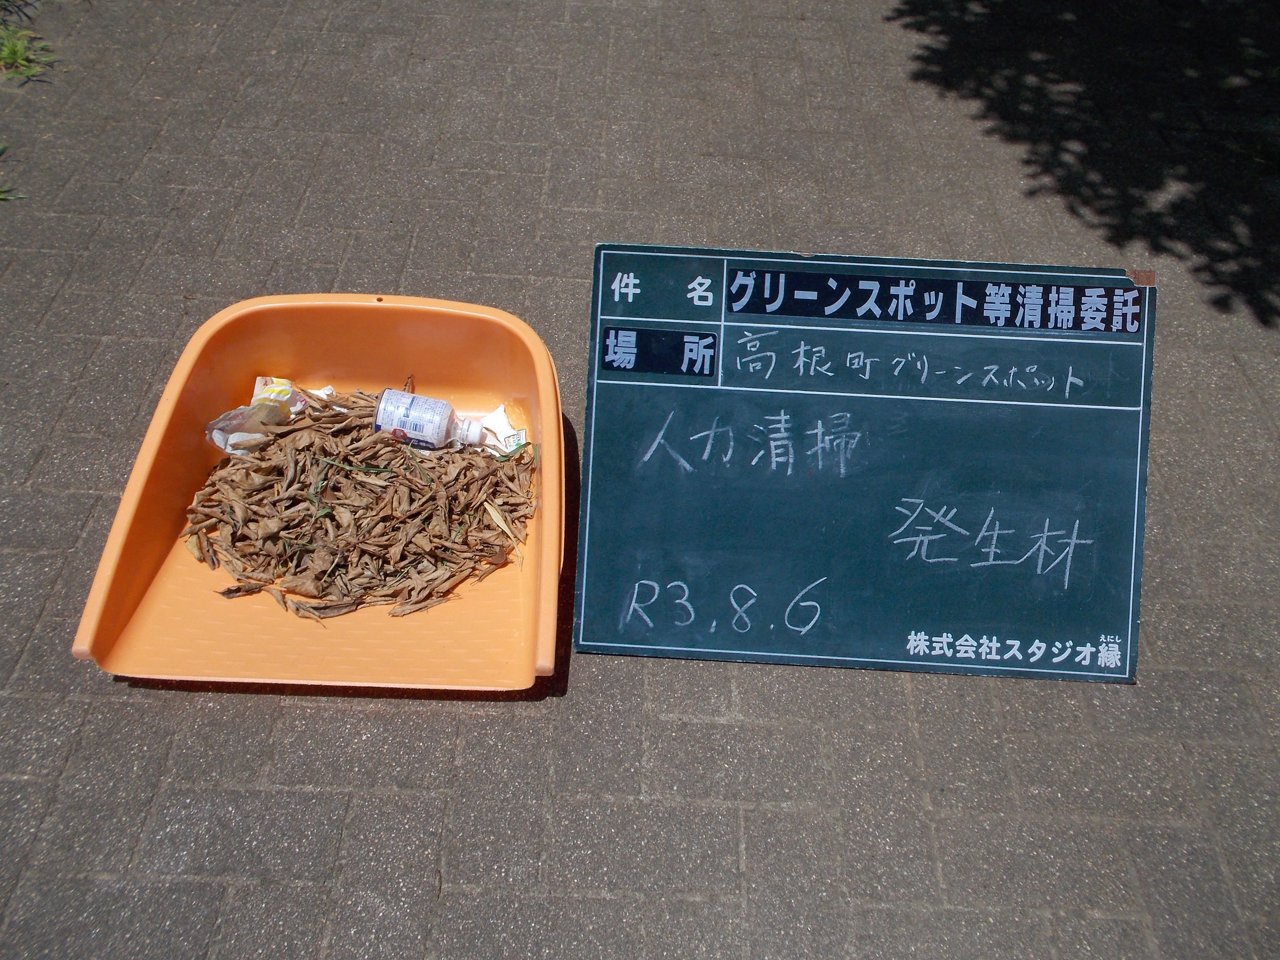 件名 グリーンスポット等清掃委託
場所 高根町グリーンスポット
人力清掃
発生材
R3.8.6
株式会社スタジオ縁
えにし